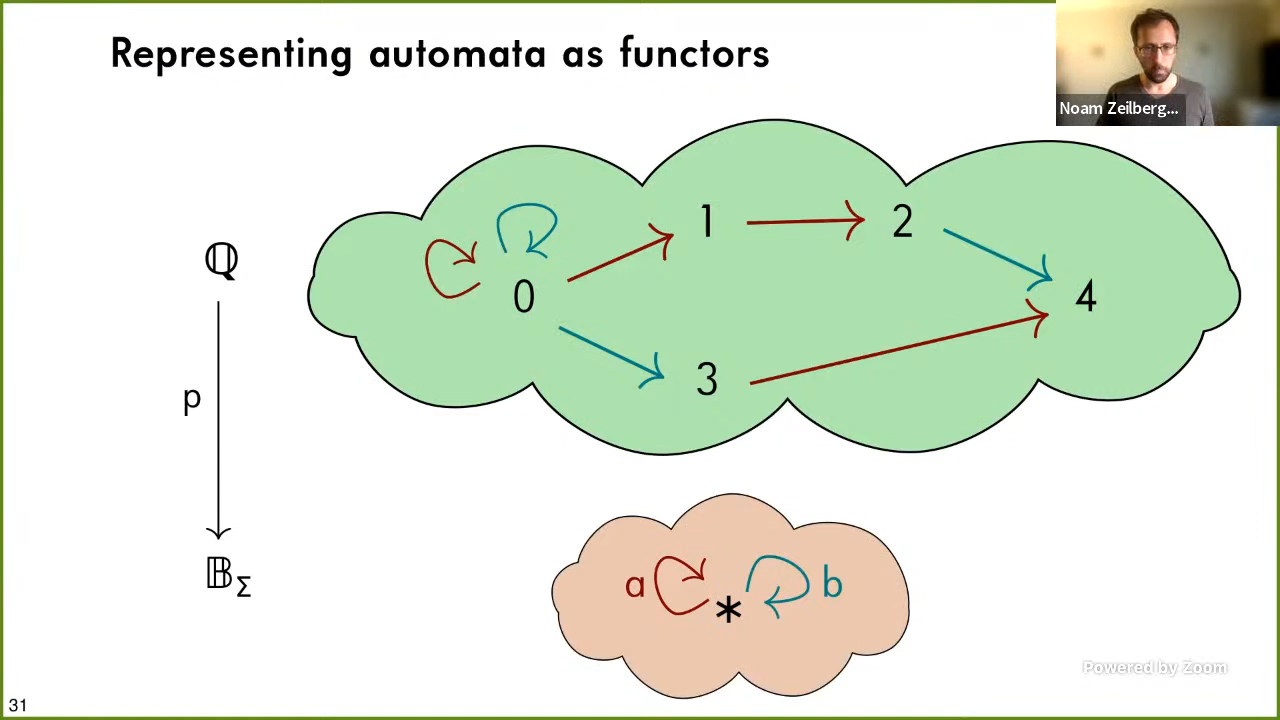 Representing automata as functors
Noam Zeilberg...
ℚ
p
𝔹Σ
0
1
2
3
4
a
*
b
Powered by Zoom
31